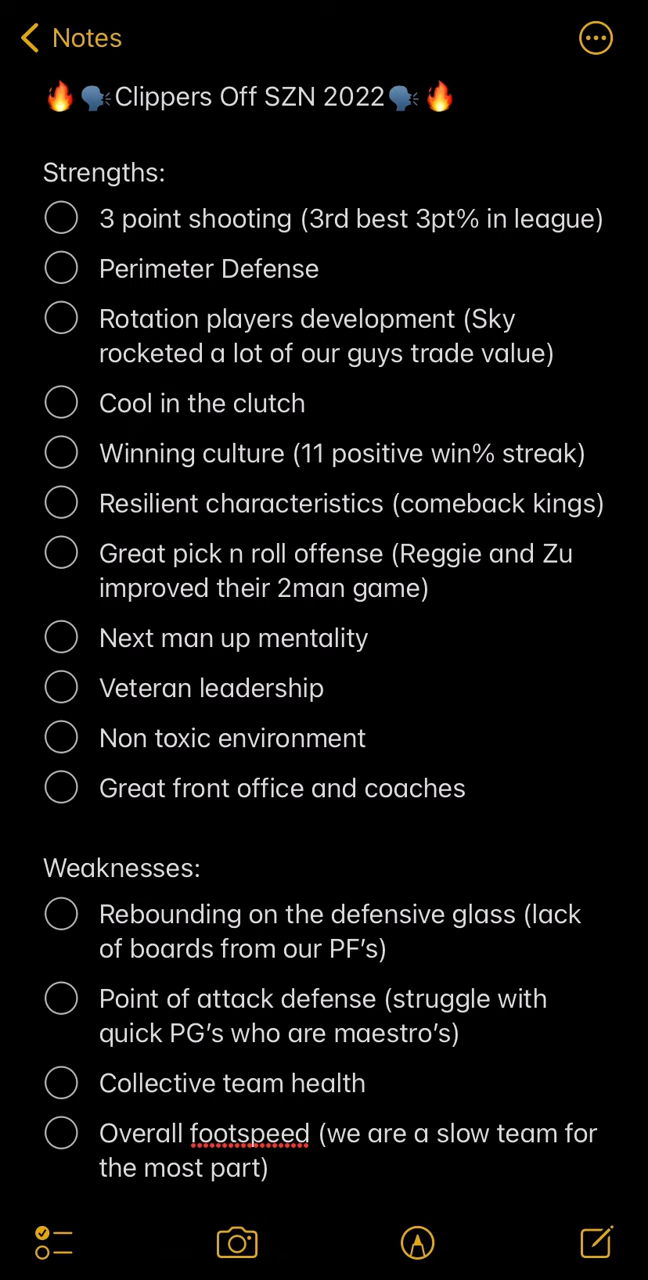 Notes
🔥🗣Clippers Off SZN 2022🗣🔥
Strengths:
3 point shooting (3rd best 3pt% in league)
Perimeter Defense
Rotation players development (Sky
rocketed a lot of our guys trade value)
Cool in the clutch
Winning culture (11 positive win% streak)
Resilient characteristics (comeback kings)
Great pick n roll offense (Reggie and Zu
improved their 2man game)
Next man up mentality
Veteran leadership
Non toxic environment
Great front office and coaches
Weaknesses:
Rebounding on the defensive glass (lack
of boards from our PF’s)
Point of attack defense (struggle with
quick PG’s who are maestro’s)
Collective team health
Overall footspeed (we are a slow team for
the most part)